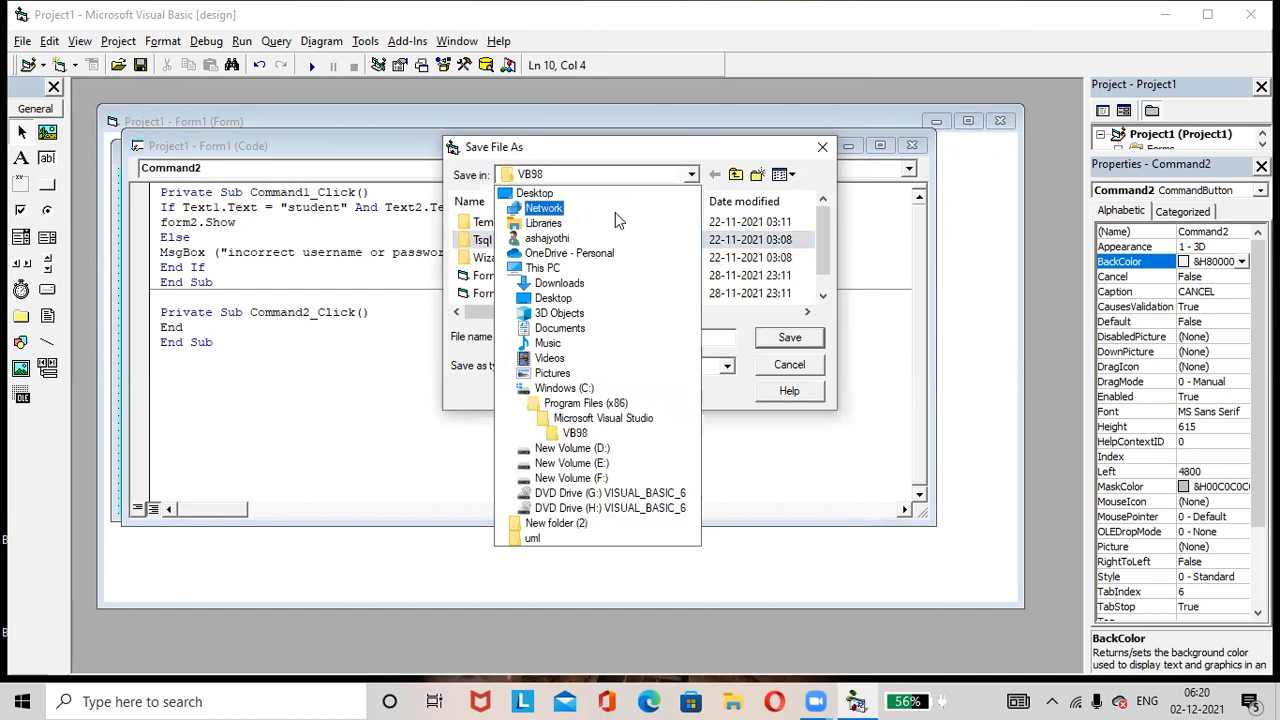 Project1 - Microsoft Visual Basic [design]
File Edit View Project Format Debug Run Query Diagram Tools Add-Ins Window Help
Ln 10, Col 4
General
Project1 - Form1 (Form)
Project1 - Form1 (Code)
Command2
Private Sub Command1_Click()
If Text1.Text = "student" And Text2.Te
form2.Show
Else
MsgBox ("incorrect username or passwor
End If
End Sub
Private Sub Command2_Click()
End
End Sub
Save File As
Save in: VB98
Name Date modified
Tem 22-11-2021 03:11
Tsql 22-11-2021 03:08
Wiza 22-11-2021 03:08
Forn 28-11-2021 23:11
Forn 28-11-2021 23:11
File name
Save as ty
Save
Cancel
Help
Desktop
Network
Libraries
ashajyothi
OneDrive - Personal
This PC
Downloads
Desktop
3D Objects
Documents
Music
Videos
Pictures
Windows (C:)
Program Files (x86)
Microsoft Visual Studio
VB98
New Volume (D:)
New Volume (E:)
New Volume (F:)
DVD Drive (G:) VISUAL_BASIC_6
DVD Drive (H:) VISUAL_BASIC_6
New folder (2)
uml
Project - Project1
Project1 (Project1)
Forms
Properties - Command2
Command2 CommandButton
Alphabetic Categorized
(Name) Command2
Appearance 1 - 3D
BackColor &H80000
Cancel False
Caption CANCEL
CausesValidation True
Default False
DisabledPicture (None)
DownPicture (None)
DragIcon (None)
DragMode 0 - Manual
Enabled True
Font MS Sans Serif
Height 615
HelpContextID 0
Index
Left 4800
MaskColor &H00C0C0C
MouseIcon (None)
MousePointer 0 - Default
OLEDropMode 0 - None
Picture (None)
RightToLeft False
Style 0 - Standard
TabIndex 6
TabStop True
BackColor
Returns/sets the background color
used to display text and graphics in an
Type here to search
56%
ENG
06:20
02-12-2021
5